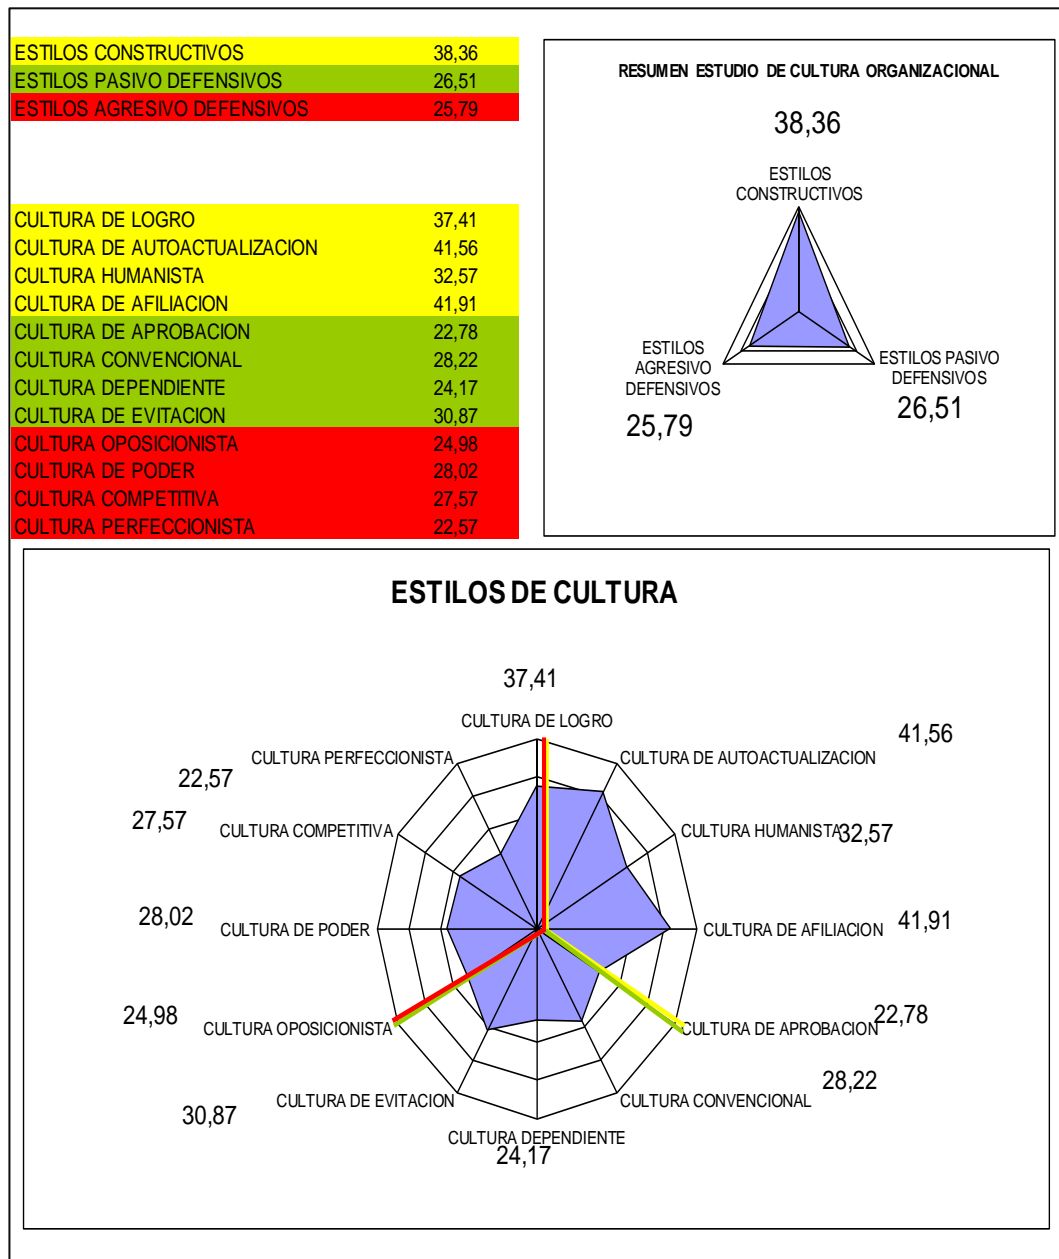 ESTILOS CONSTRUCTIVOS 38,36
ESTILOS PASIVO DEFENSIVOS 26,51
ESTILOS AGRESIVO DEFENSIVOS 25,79
CULTURA DE LOGRO 37,41
CULTURA DE AUTOACTUALIZACION 41,56
CULTURA HUMANISTA 32,57
CULTURA DE AFILIACION 41,91
CULTURA DE APROBACION 22,78
CULTURA CONVENCIONAL 28,22
CULTURA DEPENDIENTE 24,17
CULTURA DE EVITACION 30,87
CULTURA OPOSICIONISTA 24,98
CULTURA DE PODER 28,02
CULTURA COMPETITIVA 27,57
CULTURA PERFECCIONISTA 22,57
RESUMEN ESTUDIO DE CULTURA ORGANIZACIONAL
38,36
ESTILOS
CONSTRUCTIVOS
ESTILOS
AGRESIVO
DEFENSIVOS
25,79
ESTILOS PASIVO
DEFENSIVOS
26,51
ESTILOS DE CULTURA
37,41
CULTURA DE LOGRO
41,56
CULTURA DE AUTOACTUALIZACION
CULTURA HUMANISTA
32,57
CULTURA DE AFILIACION
41,91
CULTURA DE APROBACION
22,78
28,22
CULTURA CONVENCIONAL
CULTURA DEPENDIENTE
24,17
CULTURA DE EVITACION
30,87
CULTURA OPOSICIONISTA
24,98
CULTURA DE PODER
28,02
CULTURA COMPETITIVA
27,57
CULTURA PERFECCIONISTA
22,57